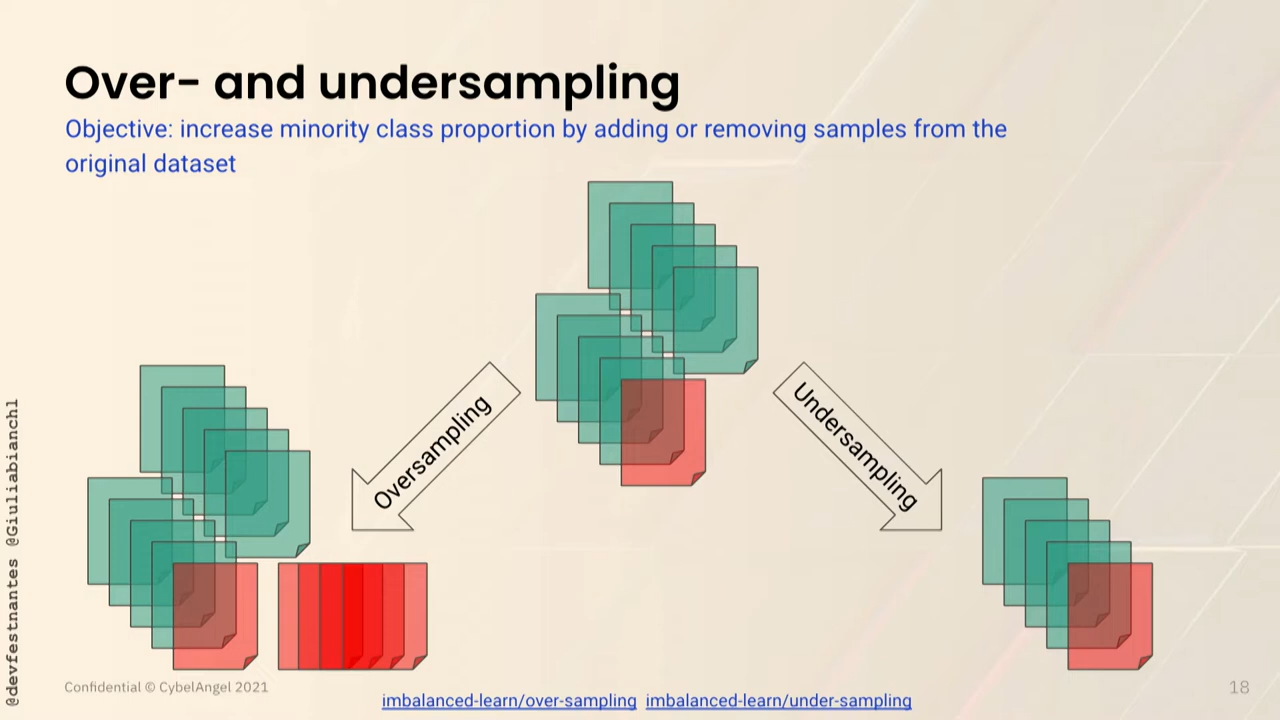 Over- and undersampling
Objective: increase minority class proportion by adding or removing samples from the
original dataset
Oversampling
Undersampling
@devfestnantes @Giuliabianchl
Confidential © CybelAngel 2021
imbalanced-learn/over-sampling imbalanced-learn/under-sampling
18